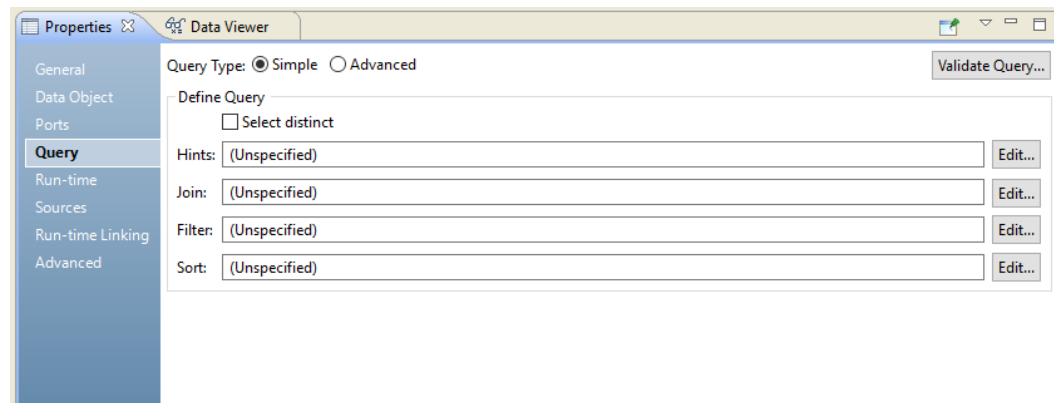 Properties
Data Viewer
General
Data Object
Ports
Query
Run-time
Sources
Run-time Linking
Advanced
Query Type: Simple Advanced
Validate Query...
Define Query
Select distinct
Hints: (Unspecified) Edit...
Join: (Unspecified) Edit...
Filter: (Unspecified) Edit...
Sort: (Unspecified) Edit...